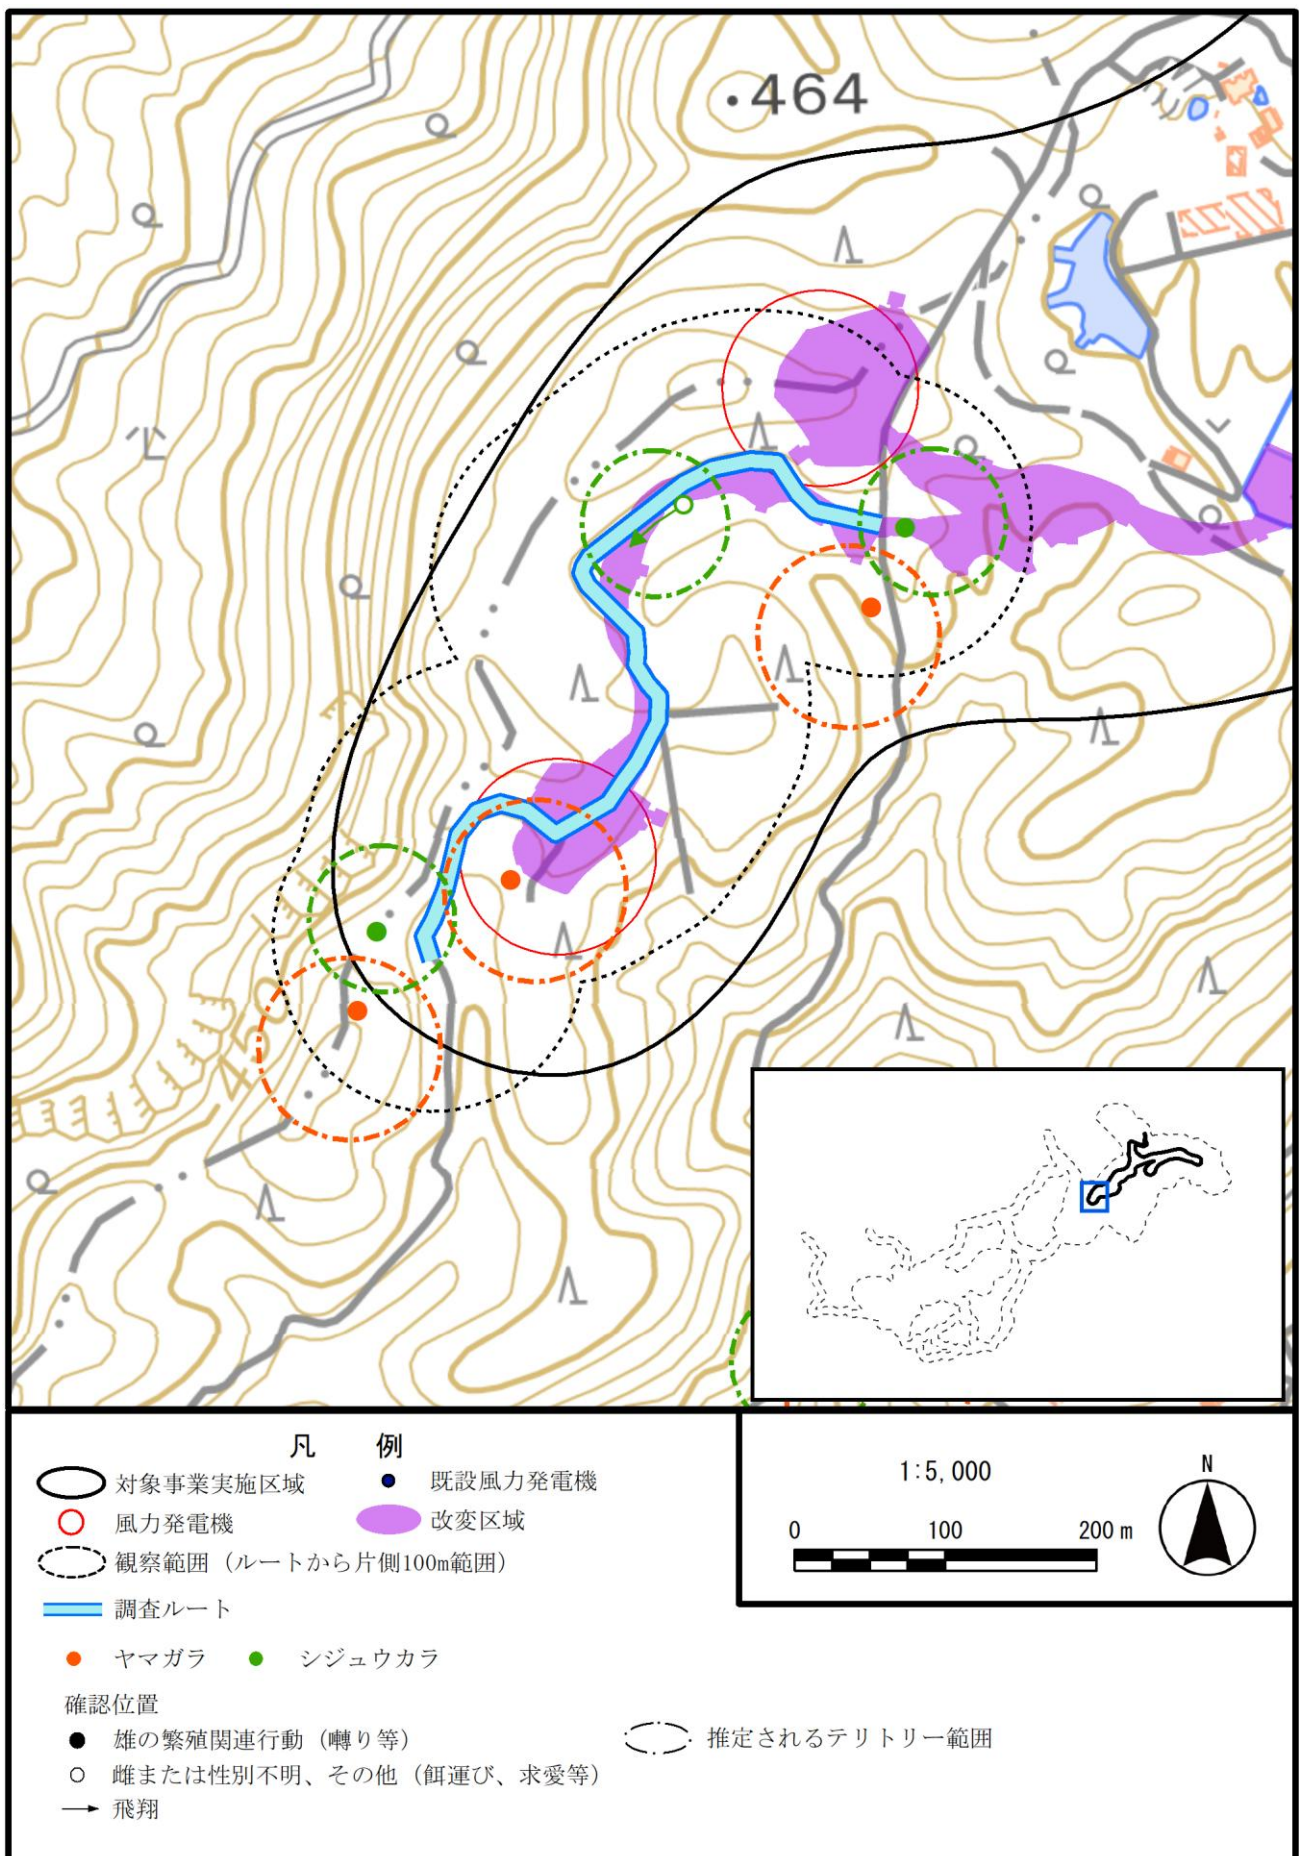 ・464
450
凡　例
対象事業実施区域
既設風力発電機
風力発電機
改変区域
観察範囲（ルートから片側100m範囲）
調査ルート
ヤマガラ
シジュウカラ
確認位置
雄の繁殖関連行動（囀り等）
推定されるテリトリー範囲
雌または性別不明、その他（餌運び、求愛等）
飛翔
1:5,000
0 100 200 m
N